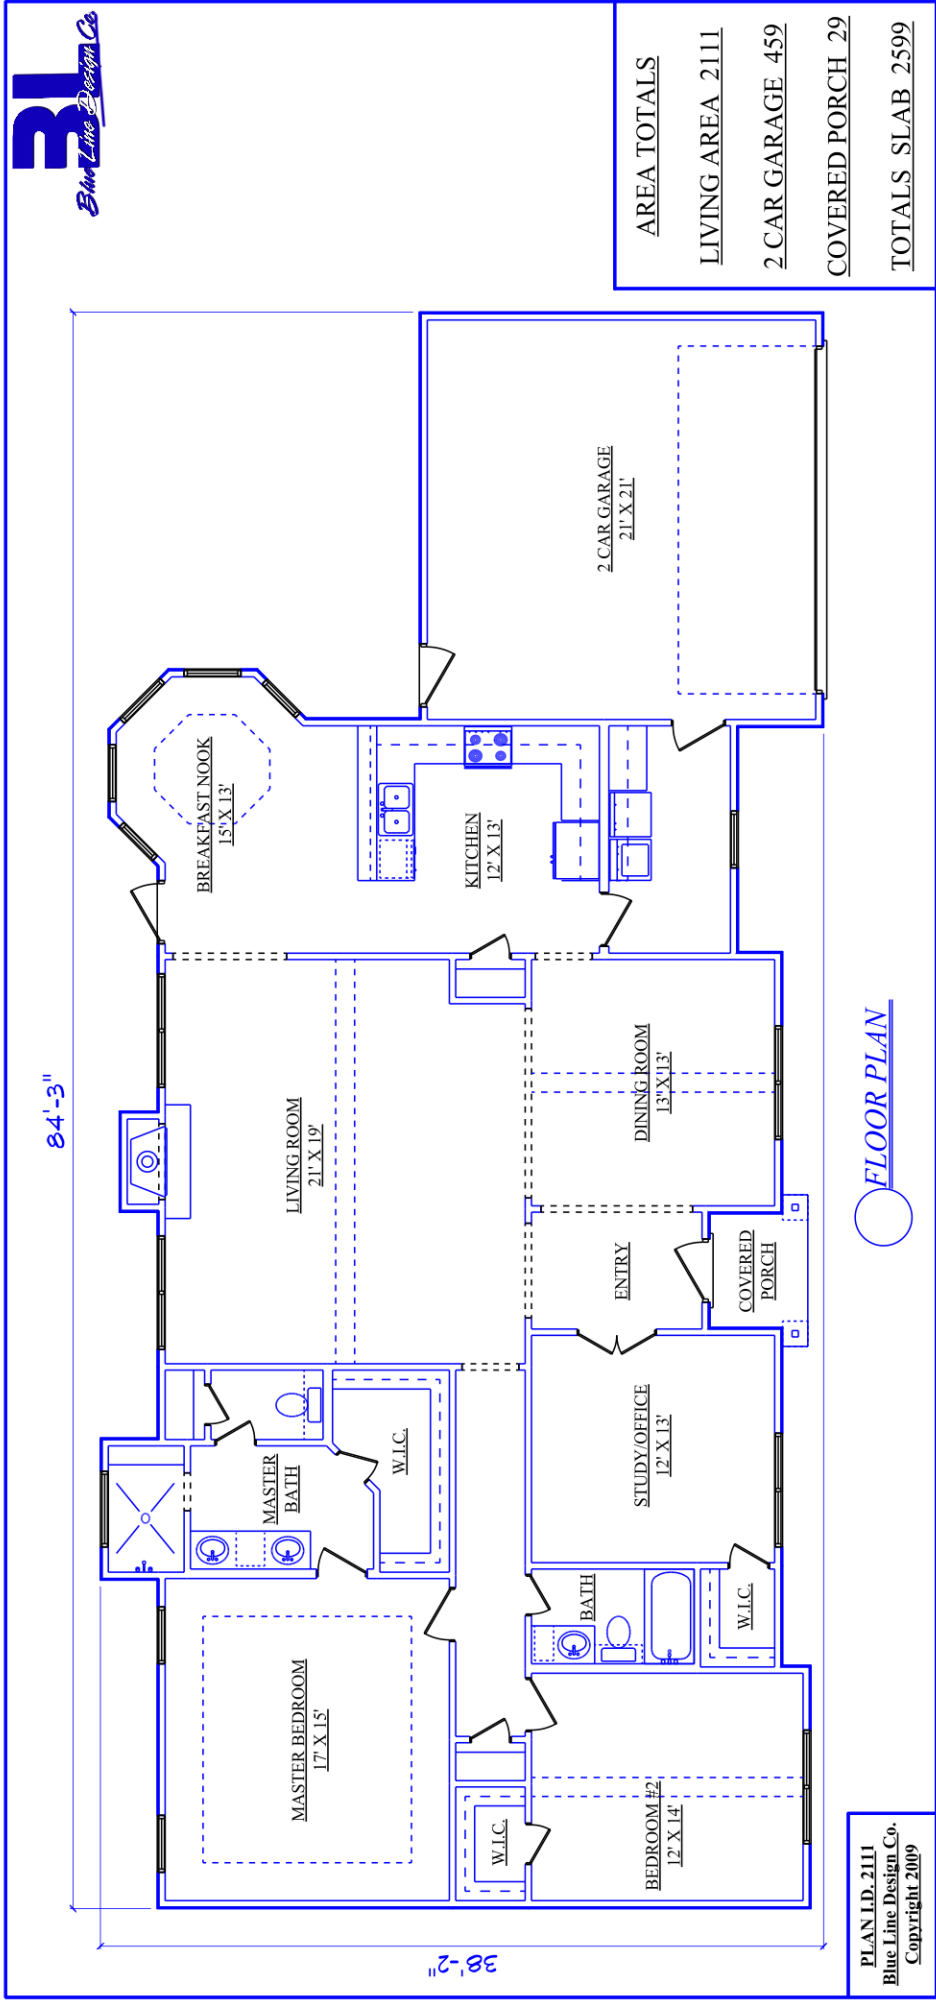 BL
Blue Line Design Co
84'-3"
38'-2"
MASTER BEDROOM
17' X 15'
MASTER
BATH
W.I.C.
LIVING ROOM
21' X 19'
BREAKFAST NOOK
15' X 13'
KITCHEN
12' X 13'
2 CAR GARAGE
21' X 21'
W.I.C.
BEDROOM #2
12' X 14'
BATH
W.I.C.
STUDY/OFFICE
12' X 13'
ENTRY
COVERED
PORCH
DINING ROOM
13' X 13'
FLOOR PLAN
PLAN I.D. 2111
Blue Line Design Co.
Copyright 2009
AREA TOTALS
LIVING AREA 2111
2 CAR GARAGE 459
COVERED PORCH 29
TOTALS SLAB 2599